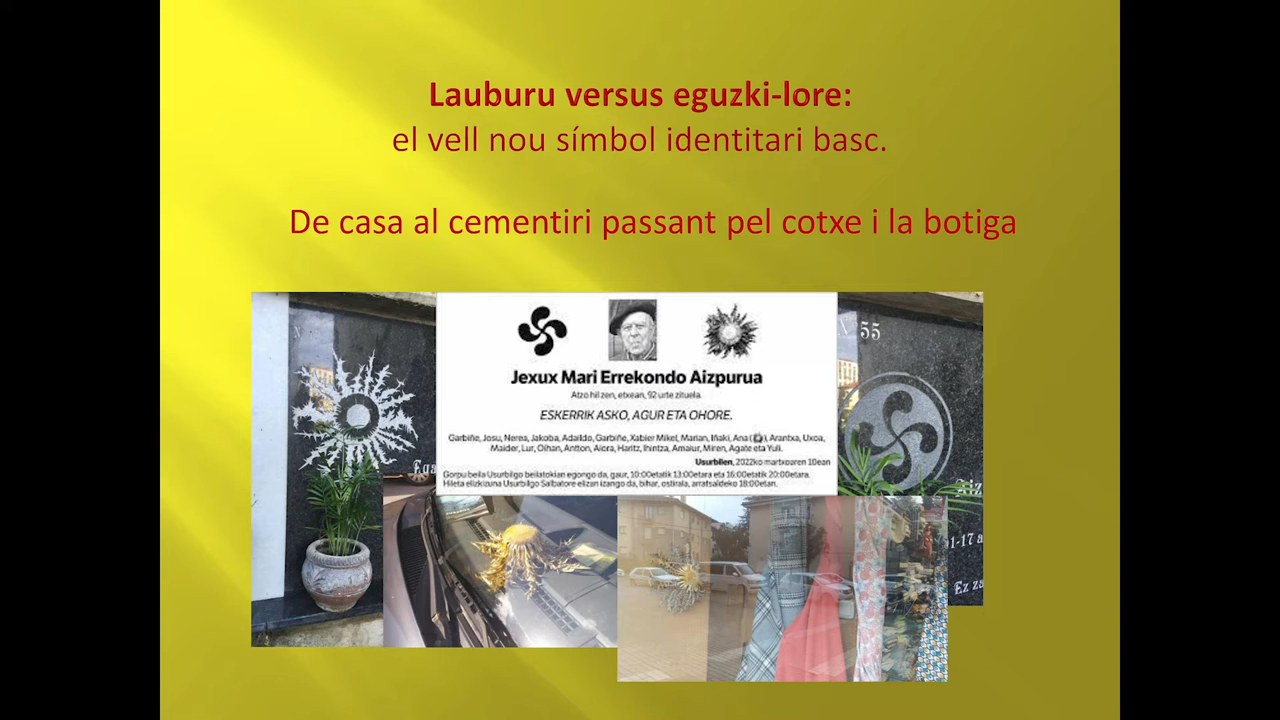 Lauburu versus eguzki-lore:
el vell nou símbol identitari basc.
De casa al cementiri passant pel cotxe i la botiga
Jexux Mari Errekondo Aizpurua
Atzo hil zen, etxean, 92 urte zituela.
ESKERRIK ASKO, AGUR ETA OHORE.
Garbiñe, Josu, Nerea, Jakoba, Adaildo, Garbiñe, Xabier Mikel, Marian, Iñaki, Ana ( ), Arantxa, Uxoa,
Maider, Lur, Oihan, Antton, Aiora, Haritz, Ihintza, Amaiur, Miren, Agate eta Yuli.
Usurbilen, 2022ko martxoaren 10ean
Gorpu beila Usurbilgo beilatokian egongo da, gaur, 10:00etatik 13:00etara eta 16:00etatik 20:00etara.
Hileta elizkizuna Usurbilgo Salbatore elizan izango da, bihar, ostirala, arratsaldeko 18:00etan.
55